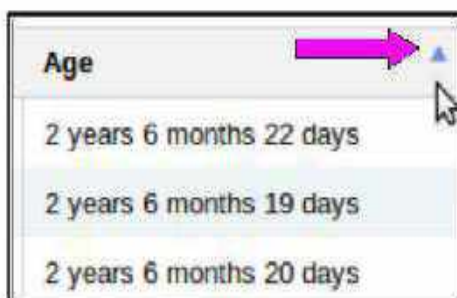 Age
2 years 6 months 22 days
2 years 6 months 19 days
2 years 6 months 20 days